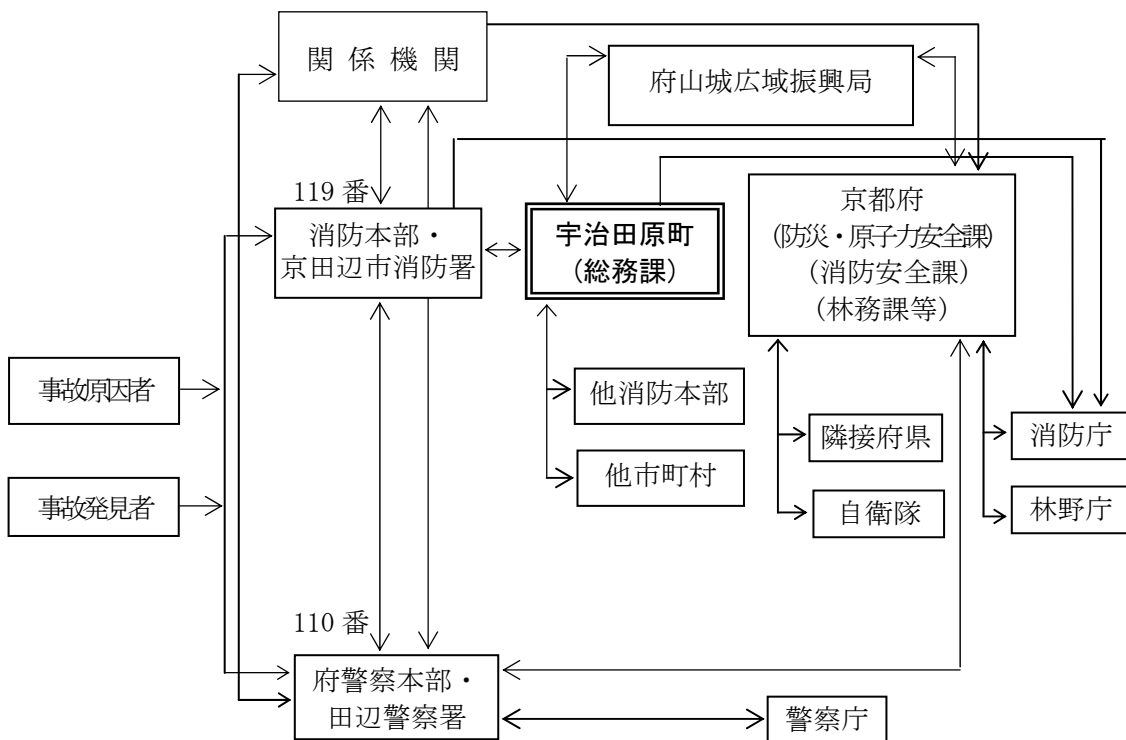 関係機関
府山城広域振興局
119番
消防本部・
京田辺市消防署
宇治田原町
(総務課)
京都府
(防災・原子力安全課)
(消防安全課)
(林務課等)
事故原因者
他消防本部
隣接府県
消防庁
事故発見者
他市町村
自衛隊
林野庁
110番
府警察本部・
田辺警察署
警察庁